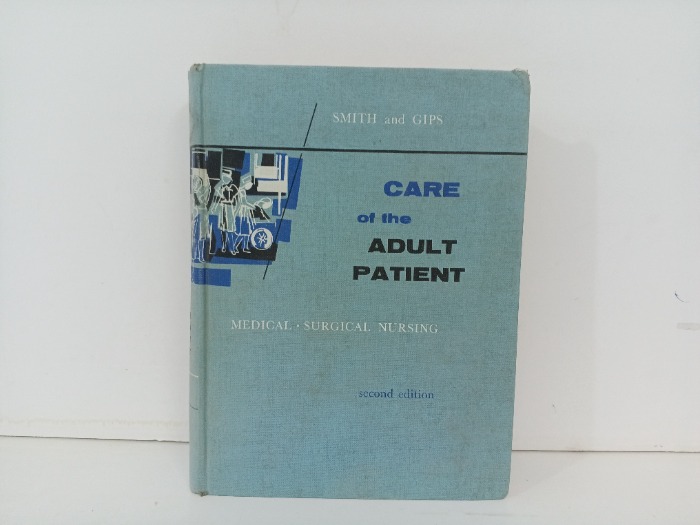 SMITH and GIPS
CARE
of the
ADULT
PATIENT
MEDICAL · SURGICAL NURSING
second edition